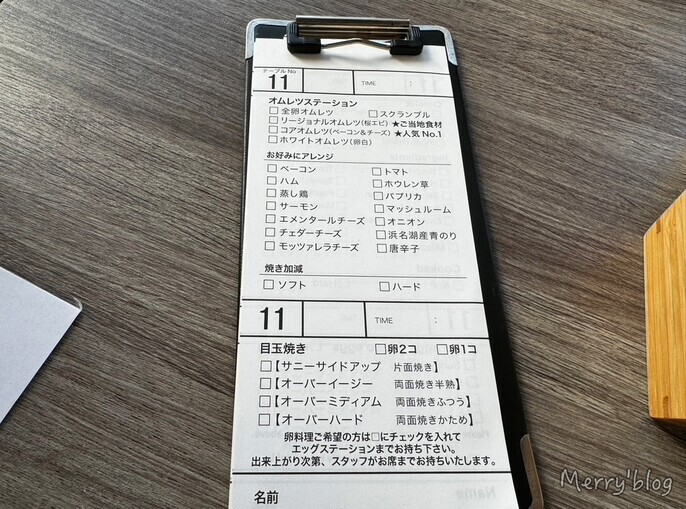 テーブル No
11 TIME :
オムレツステーション
□ 全卵オムレツ □ スクランブル
□ リージョナルオムレツ(桜エビ) ★ご当地食材
□ コアオムレツ(ベーコン&チーズ) ★人気 No.1
□ ホワイトオムレツ(卵白)
お好みにアレンジ
□ ベーコン □ トマト
□ ハム □ ホウレン草
□ 蒸し鶏 □ パプリカ
□ サーモン □ マッシュルーム
□ エメンタールチーズ □ オニオン
□ チェダーチーズ □ 浜名湖産青のり
□ モッツァレラチーズ □ 唐辛子
焼き加減
□ ソフト □ ハード
11 TIME :
目玉焼き □卵2コ □卵1コ
□【サニーサイドアップ 片面焼き】
□【オーバーイージー 両面焼き半熟】
□【オーバーミディアム 両面焼きふつう】
□【オーバーハード 両面焼きかため】
卵料理ご希望の方は□にチェックを入れて
エッグステーションまでお持ち下さい。
出来上がり次第、スタッフがお席までお持ちいたします。
名前
Merry'blog